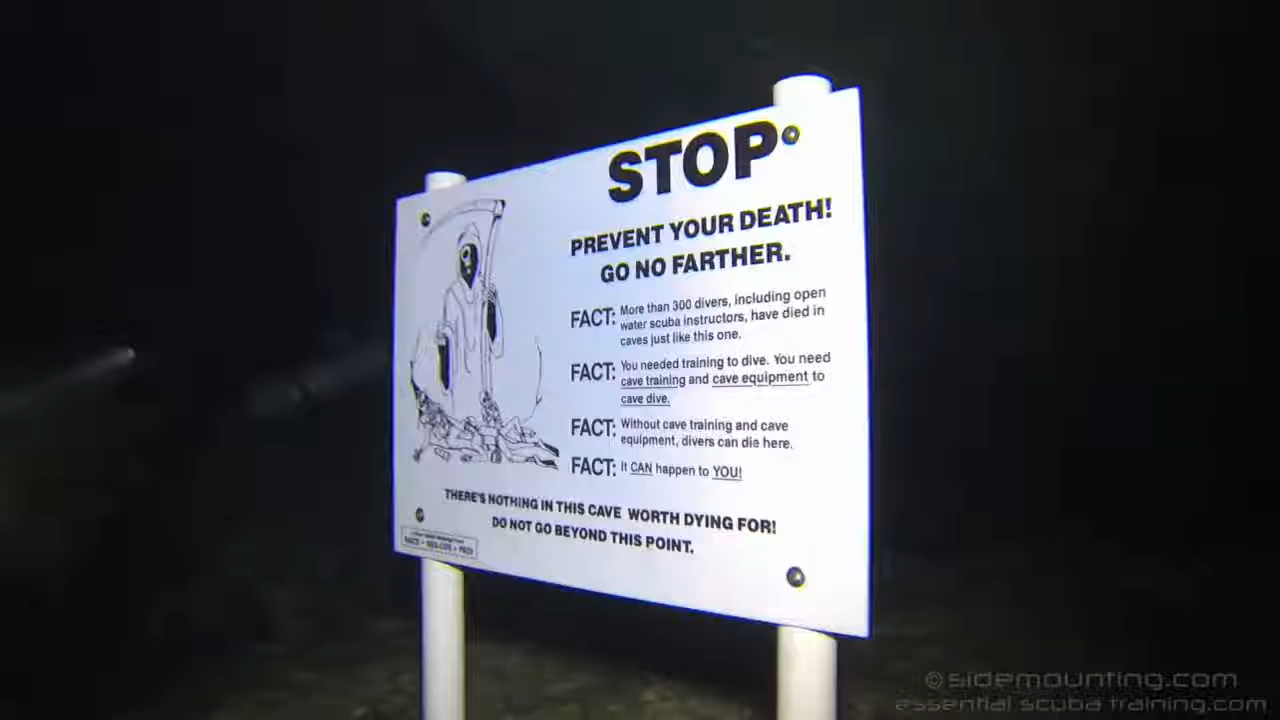 STOP
PREVENT YOUR DEATH!
GO NO FARTHER.
FACT: More than 300 divers, including open
water scuba instructors, have died in
caves just like this one.
FACT: You needed training to dive. You need
cave training and cave equipment to
cave dive.
FACT: Without cave training and cave
equipment, divers can die here.
FACT: It CAN happen to YOU!
THERE'S NOTHING IN THIS CAVE WORTH DYING FOR!
DO NOT GO BEYOND THIS POINT.
©sidemounting.com
essential scuba training.com